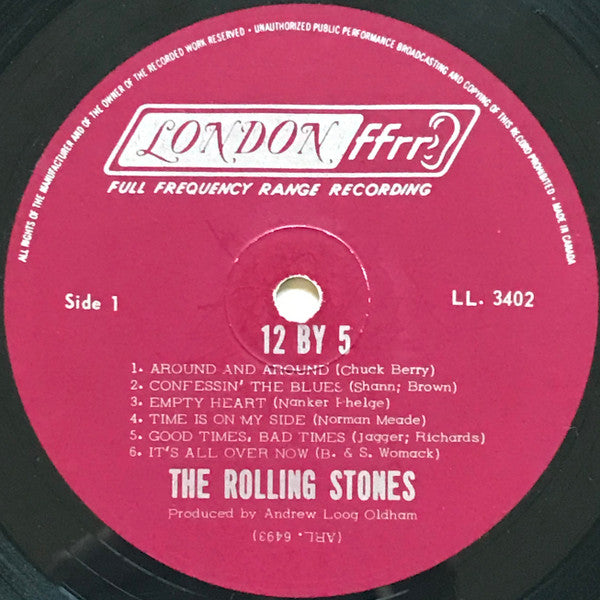 ALL RIGHTS OF THE MANUFACTURER AND OF THE OWNER OF THE RECORDED WORK RESERVED • UNAUTHORIZED PUBLIC PERFORMANCE BROADCASTING AND COPYING OF THIS RECORD PROHIBITED • MADE IN CANADA
LONDON ffrr
FULL FREQUENCY RANGE RECORDING
Side 1
LL. 3402
12 BY 5
1. AROUND AND AROUND (Chuck Berry)
2. CONFESSIN' THE BLUES (Shann; Brown)
3. EMPTY HEART (Nanker Phelge)
4. TIME IS ON MY SIDE (Norman Meade)
5. GOOD TIMES, BAD TIMES (Jagger; Richards)
6. IT'S ALL OVER NOW (B. & S. Womack)
THE ROLLING STONES
Produced by Andrew Loog Oldham
(ARL. 6493)